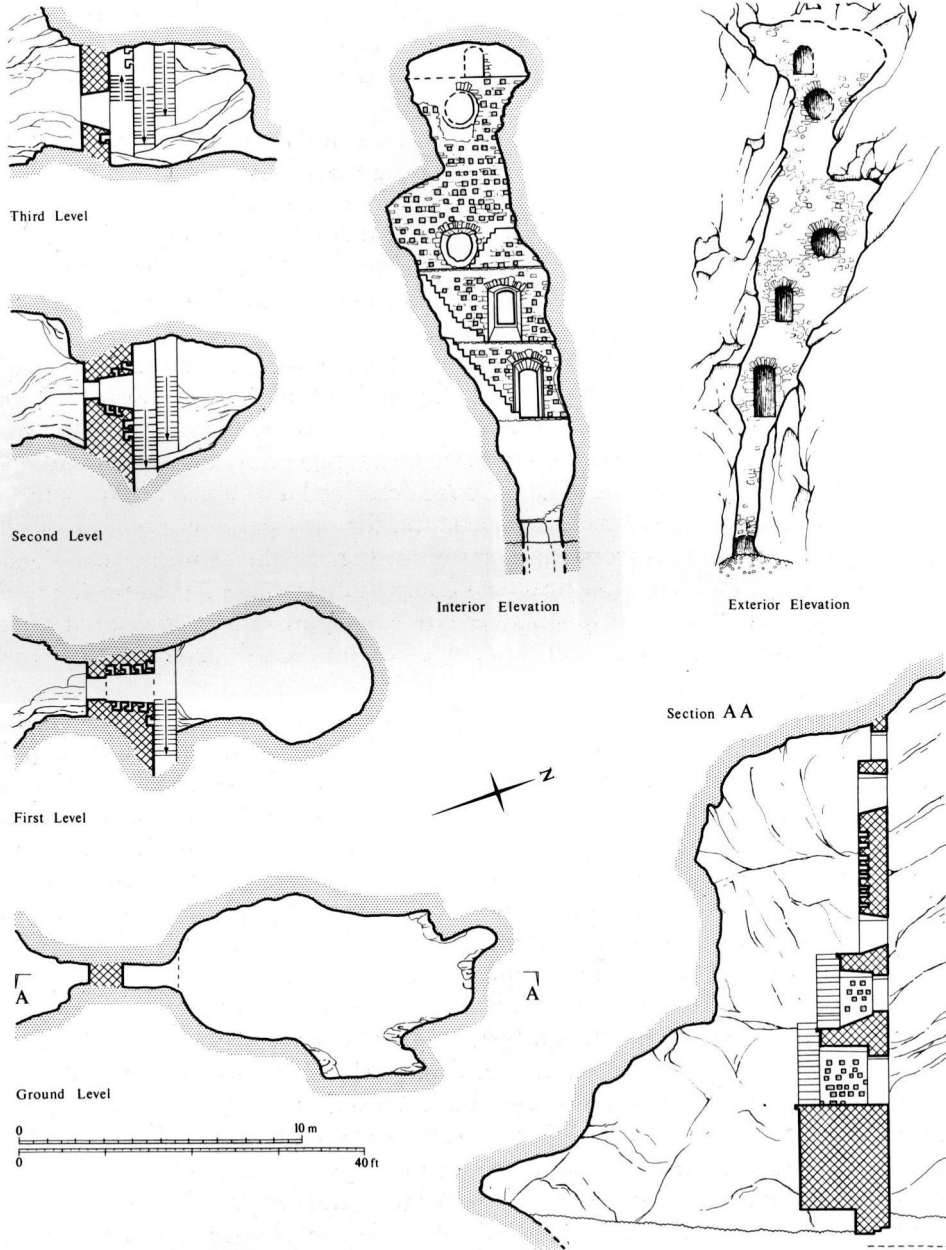 Third Level
Second Level
Interior Elevation
Exterior Elevation
First Level
N
Section AA
A
A
Ground Level
0 10 m
0 40 ft